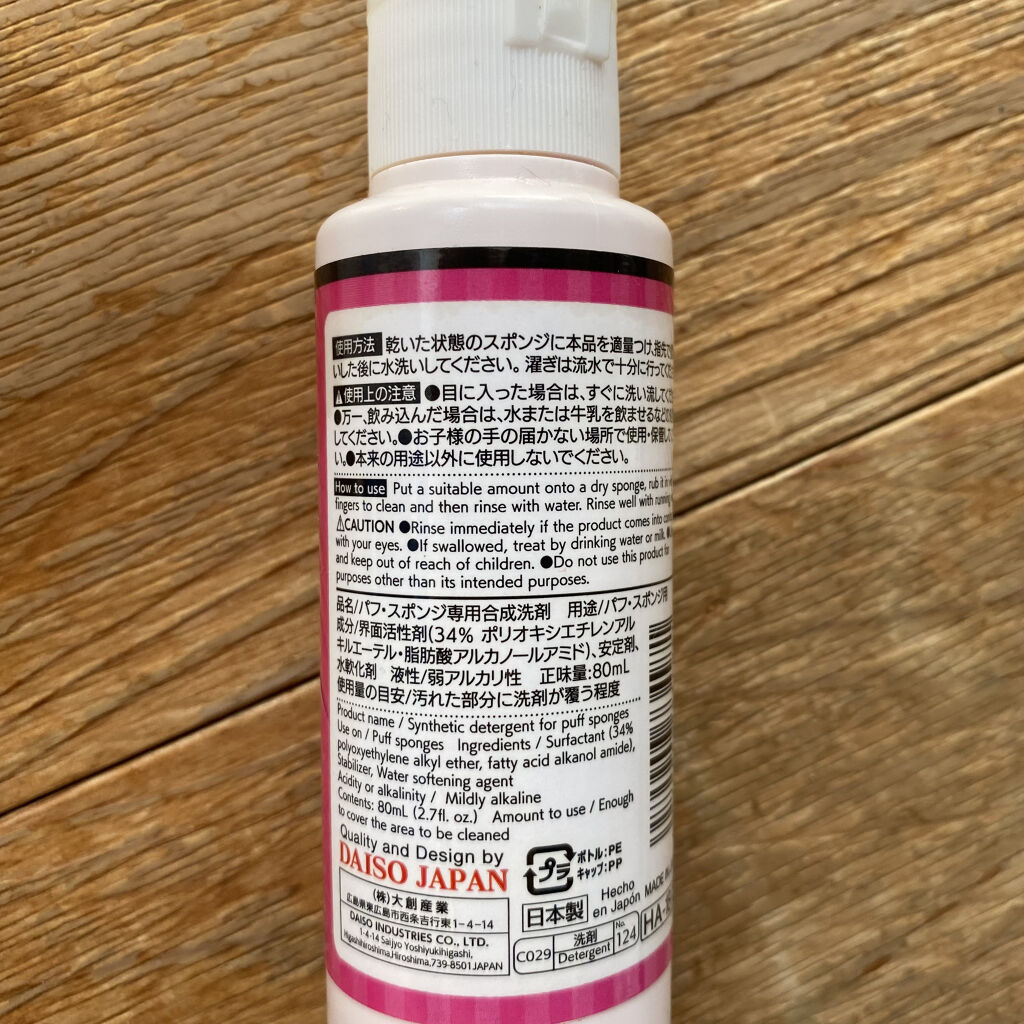 使用方法 乾いた状態のスポンジに本品を適量つけ、指先で
いした後に水洗いしてください。濯ぎは流水で十分に行ってくだ
⚠使用上の注意 ●目に入った場合は、すぐに洗い流してくだ
●万一、飲み込んだ場合は、水または牛乳を飲ませるなどの
してください。●お子様の手の届かない場所で使用・保管して
い。●本来の用途以外に使用しないでください。
How to use Put a suitable amount onto a dry sponge, rub it in
fingers to clean and then rinse with water. Rinse well with running
⚠CAUTION ●Rinse immediately if the product comes into
with your eyes. ●If swallowed, treat by drinking water or milk. ●
and keep out of reach of children. ●Do not use this product for
purposes other than its intended purposes.
品名/パフ・スポンジ専用合成洗剤 用途/パフ・スポンジ用
成分/界面活性剤(34% ポリオキシエチレンアル
キルエーテル・脂肪酸アルカノールアミド)、安定剤、
水軟化剤 液性/弱アルカリ性 正味量:80mL
使用量の目安/汚れた部分に洗剤が覆う程度
Product name / Synthetic detergent for puff sponges
Use on / Puff sponges Ingredients / Surfactant (34%
polyoxyethylene alkyl ether, fatty acid alkanol amide),
Stabilizer, Water softening agent
Acidity or alkalinity / Mildly alkaline
Contents: 80mL (2.7fl. oz.) Amount to use / Enough
to cover the area to be cleaned
Quality and Design by
DAISO JAPAN
プラ
ボトル:PE
キャップ:PP
(株)大創産業
広島県東広島市西条吉行東1-4-14
DAISO INDUSTRIES CO., LTD.
1-4-14 Saijyo Yoshiyukihigashi,
Higashihiroshima,Hiroshima,739-8501 JAPAN
日本製
Hecho
en Japón
MADE IN
C029
洗剤
Detergent
No.
124
HA-